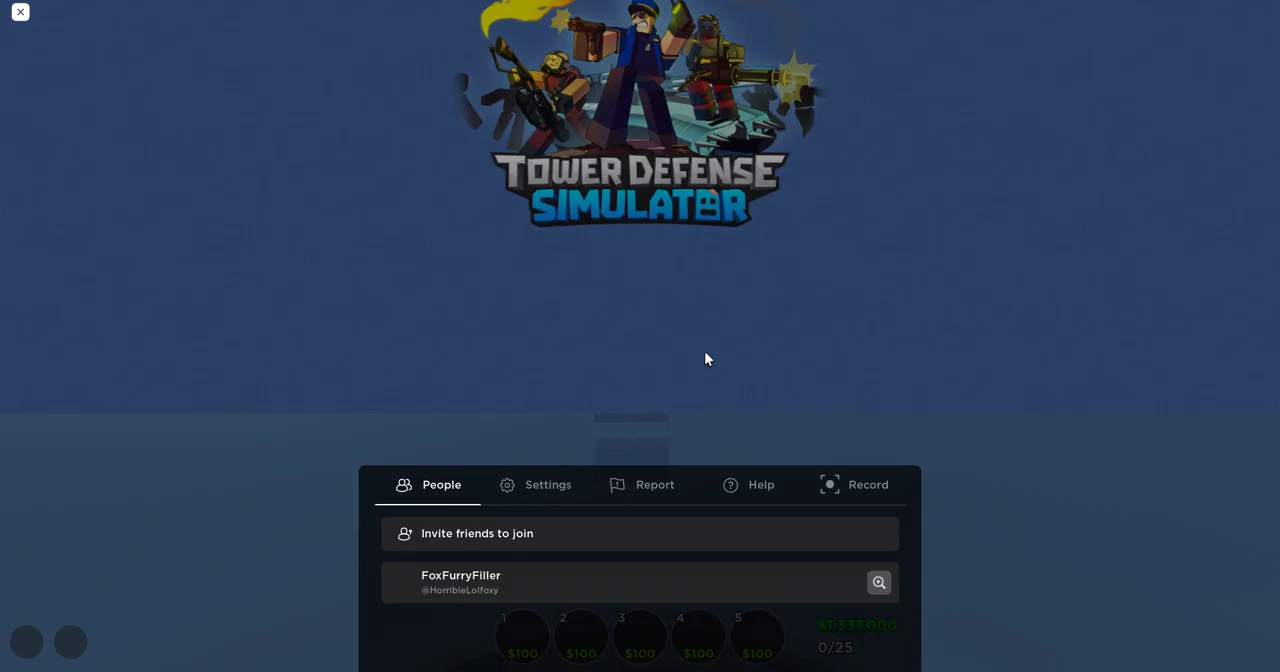 TOWER DEFENSE
SIMULATOR
People Settings Report Help Record
Invite friends to join
FoxFurryFiller
@HorribleLolfoxy
1 2 3 4 5
$1,337,000
0/25
$100 $100 $100 $100 $100